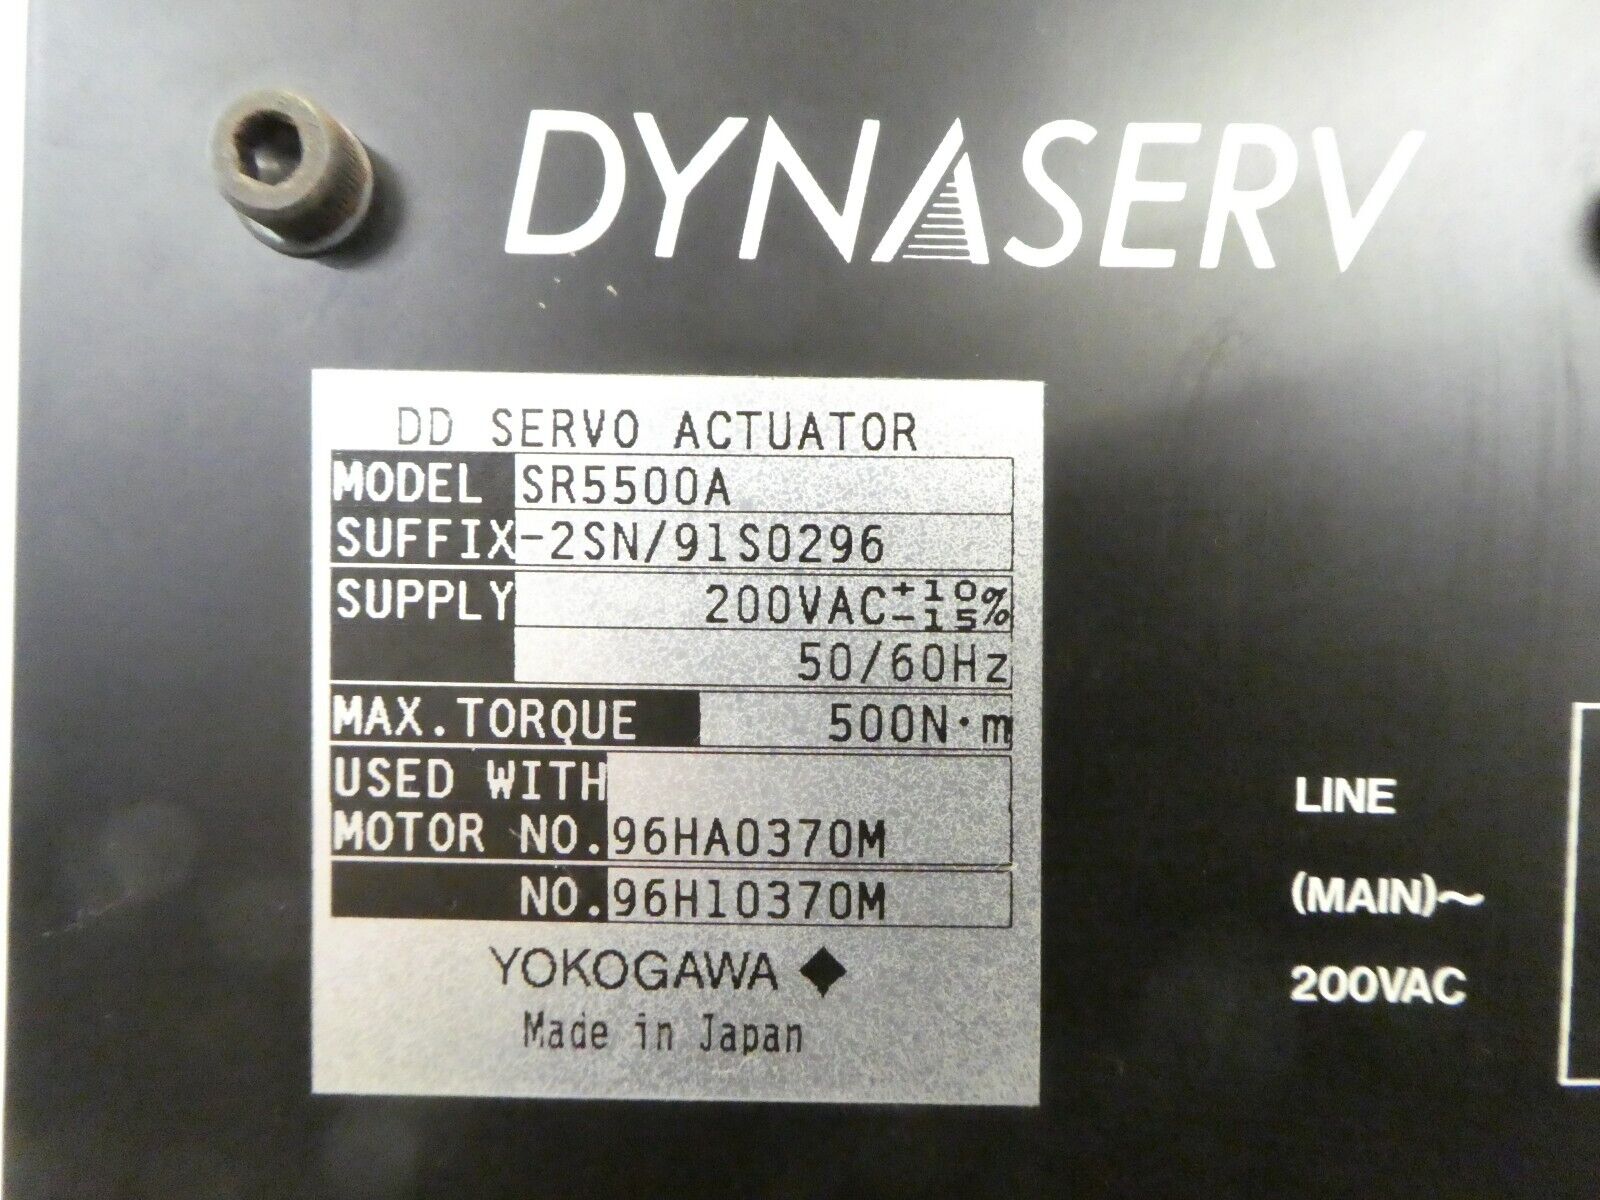 DYNASERV
DD SERVO ACTUATOR
MODEL SR5500A
SUFFIX -2SN/91S0296
SUPPLY 200VAC +10 -15 %
50/60Hz
MAX.TORQUE 500N·m
USED WITH
MOTOR NO. 96HA0370M
NO. 96H10370M
YOKOGAWA ◆
Made in Japan
LINE
(MAIN)~
200VAC